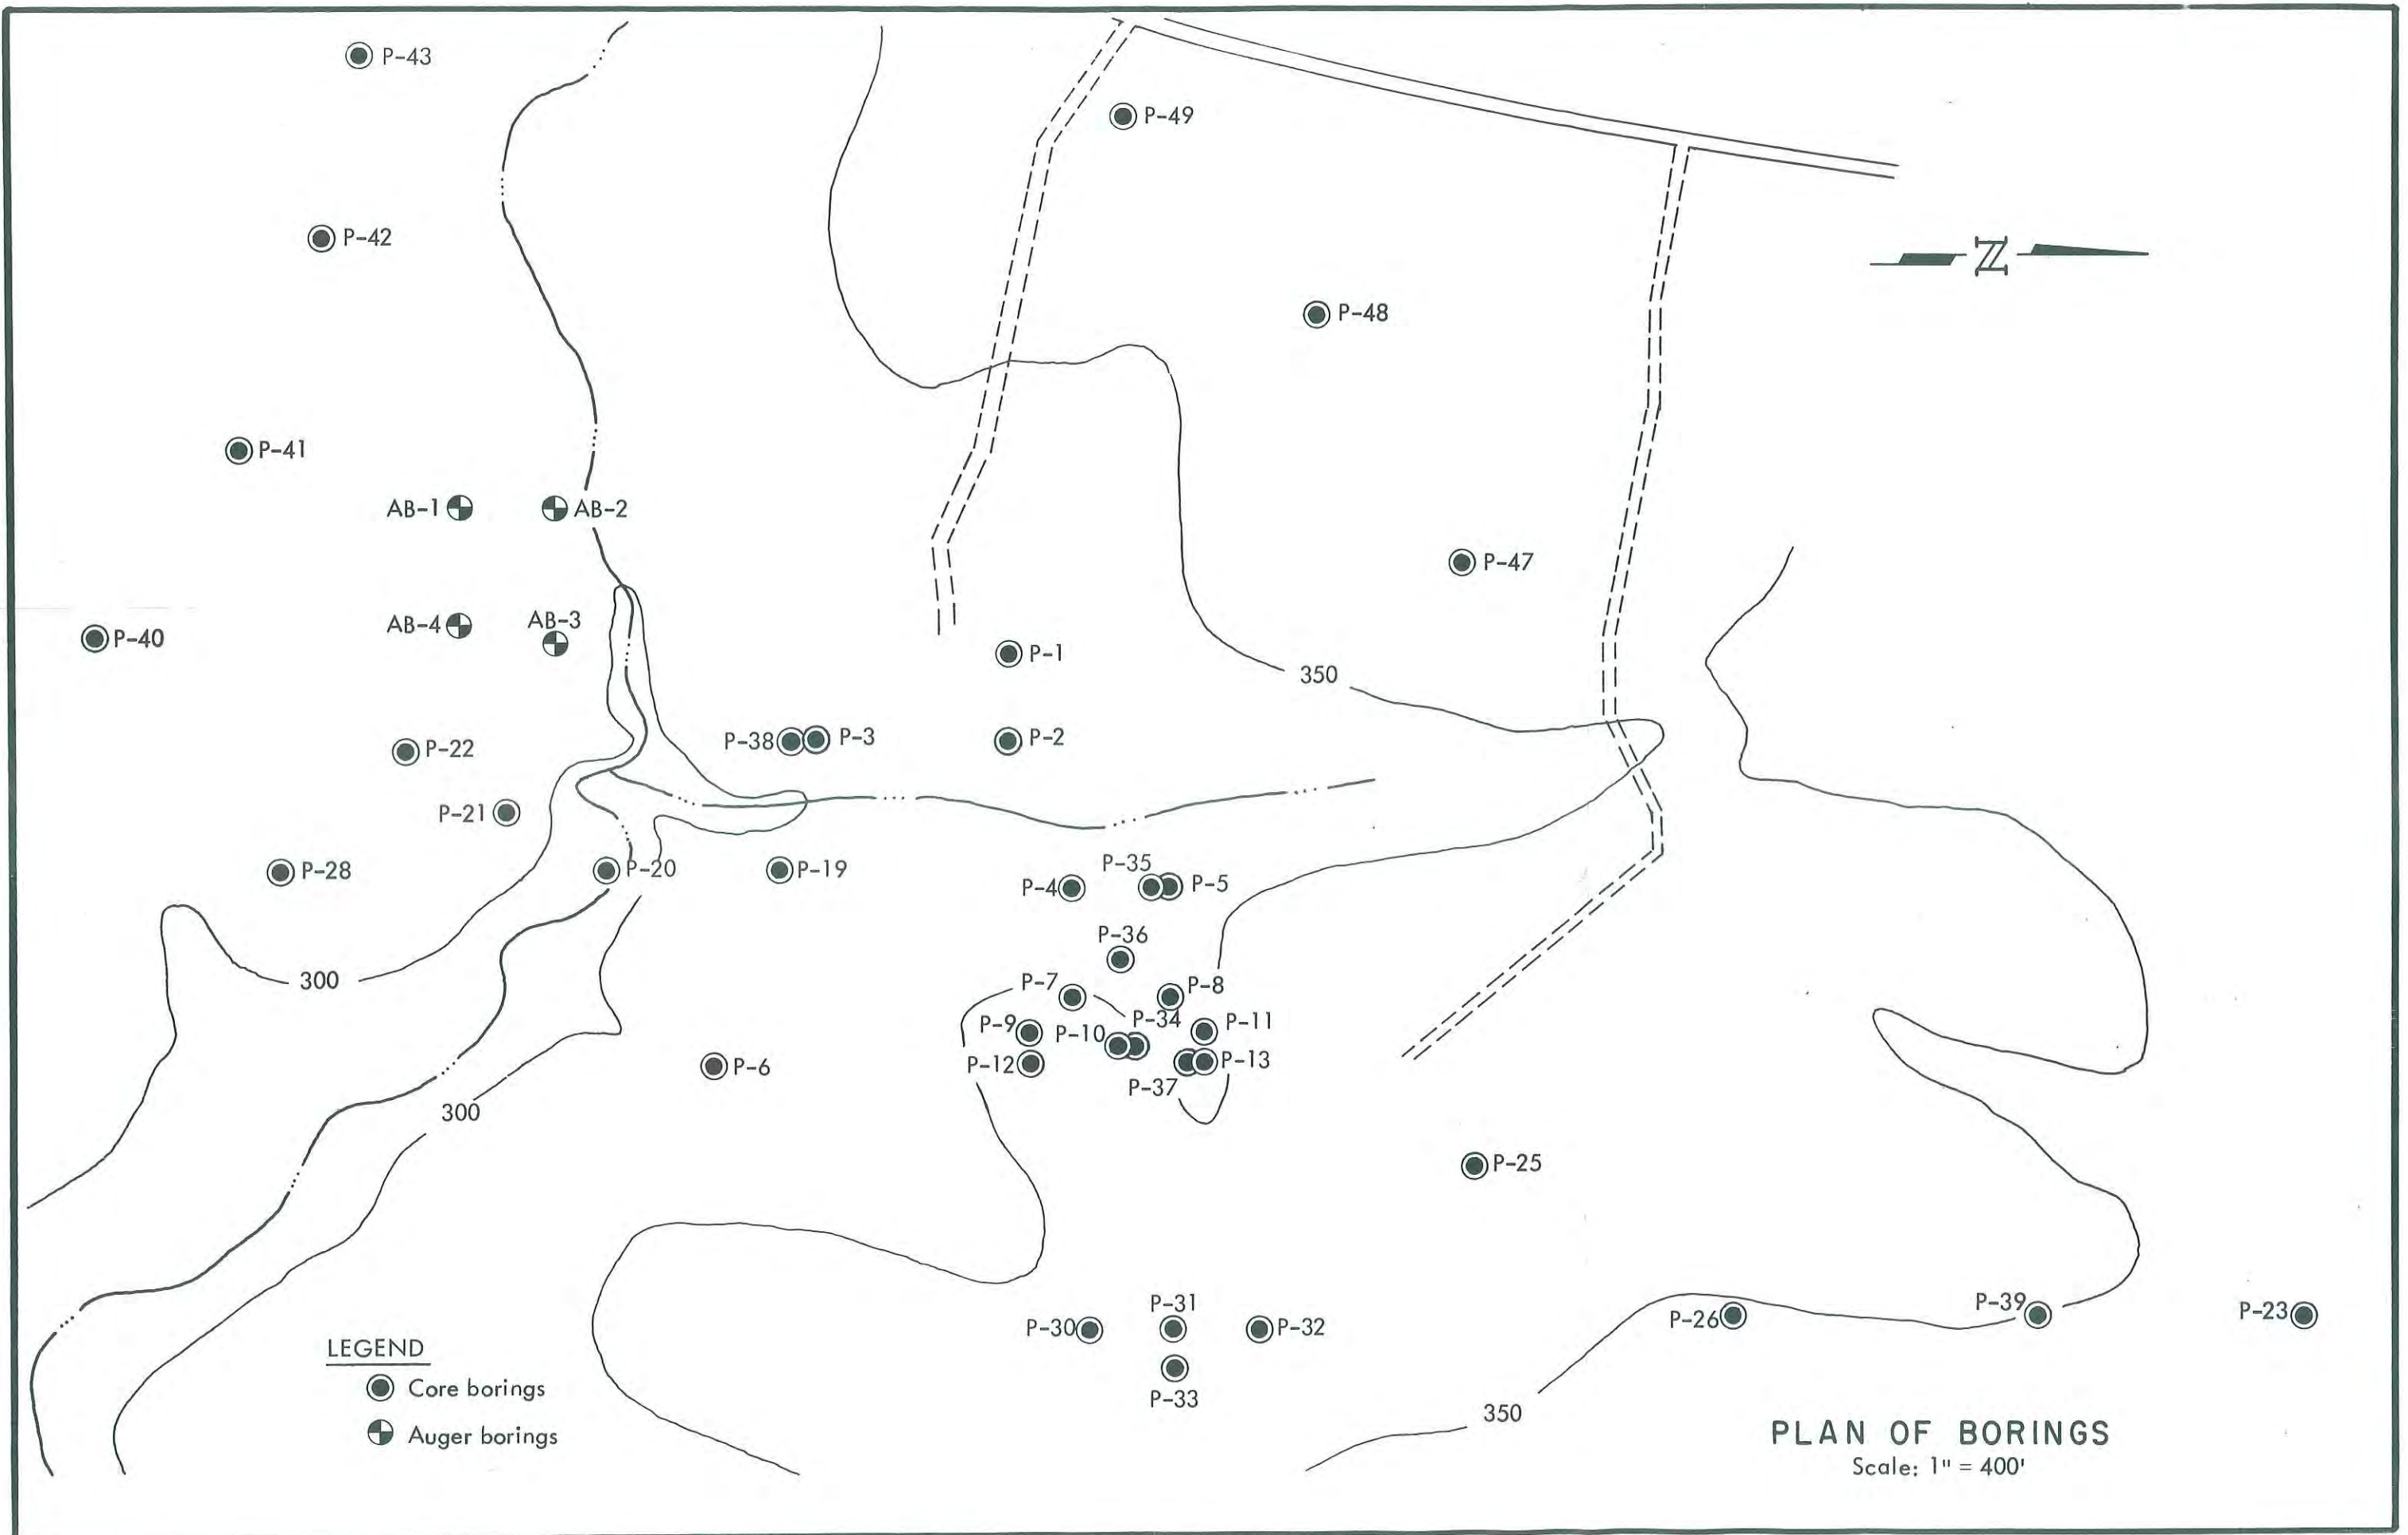 P-43
P-49
P-42
N
P-48
P-41
AB-1
AB-2
P-47
AB-4
AB-3
P-40
P-1
350
P-38
P-3
P-2
P-22
P-21
P-28
P-20
P-19
P-35
P-4
P-5
P-36
300
P-7
P-8
P-9
P-10
P-34
P-11
P-12
P-13
P-6
P-37
300
P-25
P-31
P-30
P-32
P-26
P-39
P-23
P-33
LEGEND
Core borings
Auger borings
350
PLAN OF BORINGS
Scale: 1" = 400'